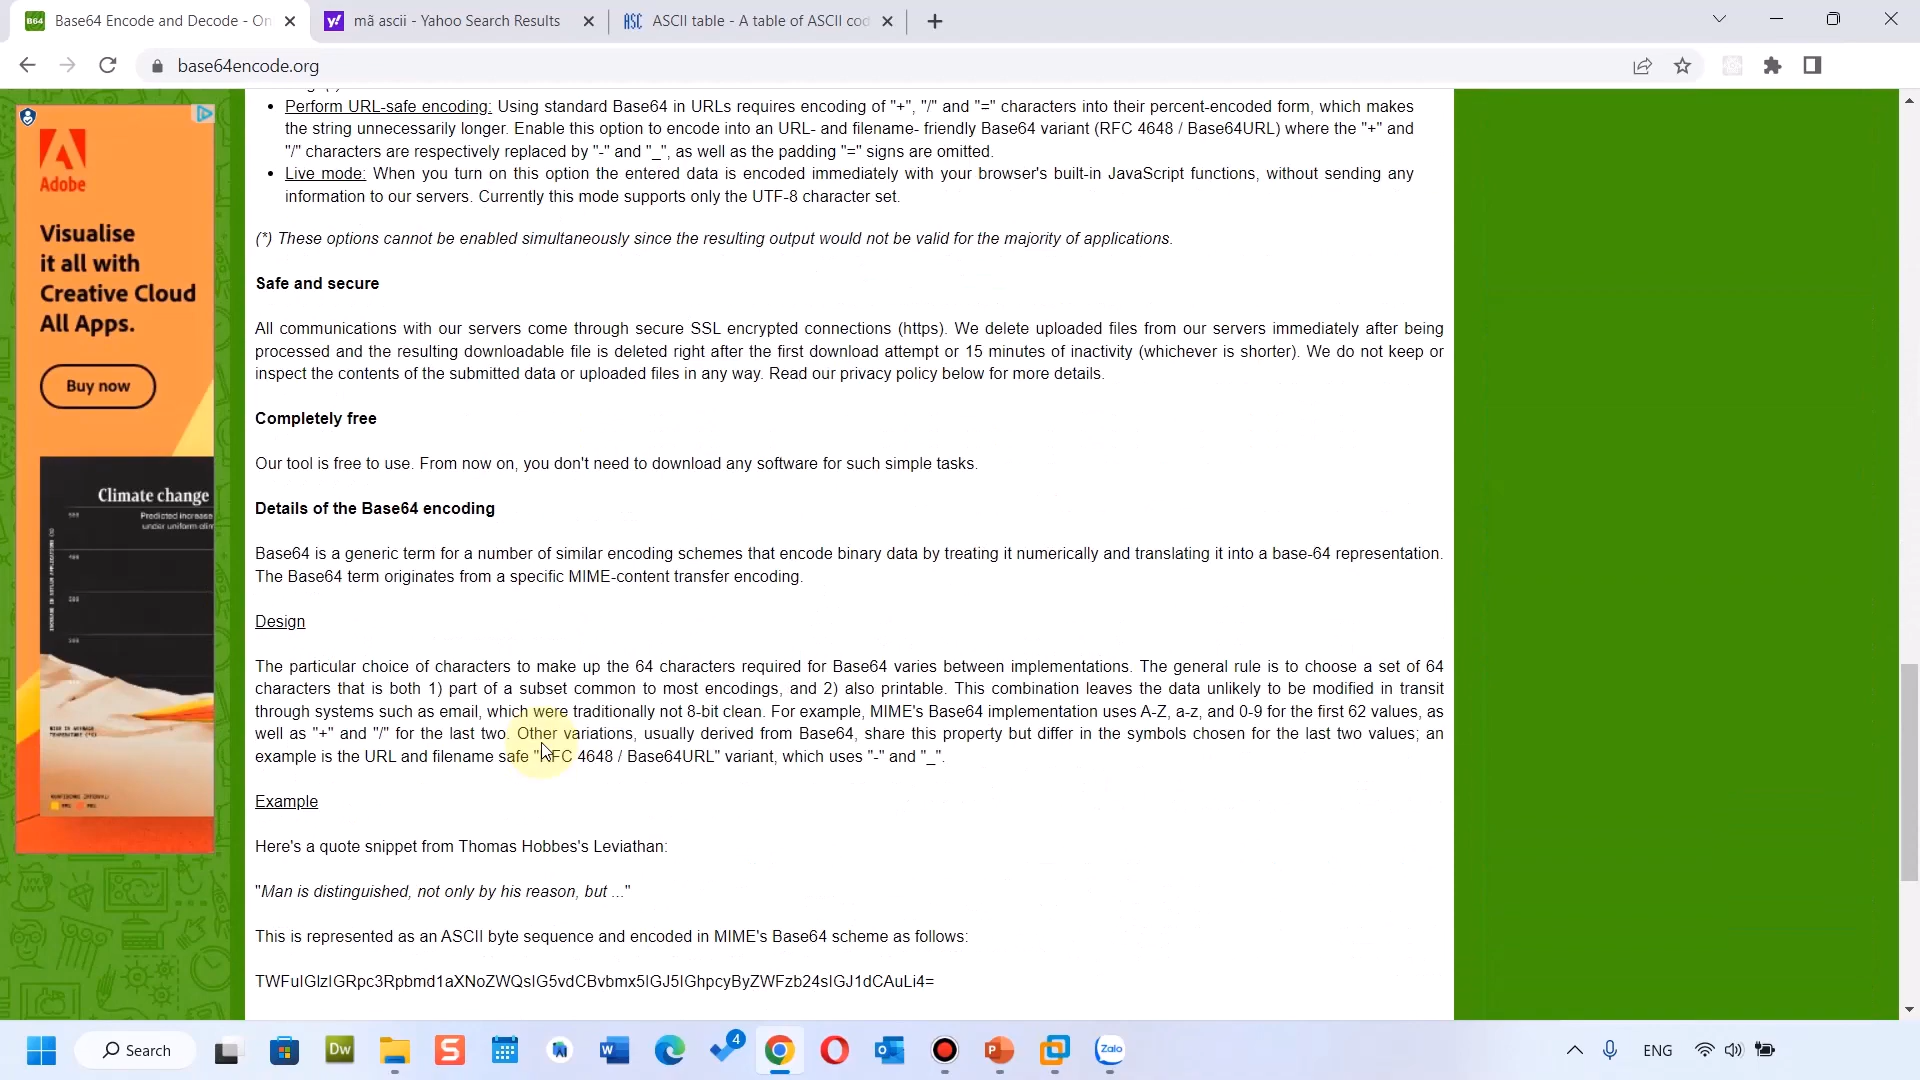 Base64 Encode and Decode - On
mã ascii - Yahoo Search Results
ASC ASCII table - A table of ASCII cod
base64encode.org
• Perform URL-safe encoding: Using standard Base64 in URLs requires encoding of "+", "/" and "=" characters into their percent-encoded form, which makes
the string unnecessarily longer. Enable this option to encode into an URL- and filename- friendly Base64 variant (RFC 4648 / Base64URL) where the "+" and
"/" characters are respectively replaced by "-" and "_", as well as the padding "=" signs are omitted.
• Live mode: When you turn on this option the entered data is encoded immediately with your browser's built-in JavaScript functions, without sending any
information to our servers. Currently this mode supports only the UTF-8 character set.
(*) These options cannot be enabled simultaneously since the resulting output would not be valid for the majority of applications.
Safe and secure
All communications with our servers come through secure SSL encrypted connections (https). We delete uploaded files from our servers immediately after being
processed and the resulting downloadable file is deleted right after the first download attempt or 15 minutes of inactivity (whichever is shorter). We do not keep or
inspect the contents of the submitted data or uploaded files in any way. Read our privacy policy below for more details.
Completely free
Our tool is free to use. From now on, you don't need to download any software for such simple tasks.
Details of the Base64 encoding
Base64 is a generic term for a number of similar encoding schemes that encode binary data by treating it numerically and translating it into a base-64 representation.
The Base64 term originates from a specific MIME-content transfer encoding.
Design
The particular choice of characters to make up the 64 characters required for Base64 varies between implementations. The general rule is to choose a set of 64
characters that is both 1) part of a subset common to most encodings, and 2) also printable. This combination leaves the data unlikely to be modified in transit
through systems such as email, which were traditionally not 8-bit clean. For example, MIME's Base64 implementation uses A-Z, a-z, and 0-9 for the first 62 values, as
well as "+" and "/" for the last two. Other variations, usually derived from Base64, share this property but differ in the symbols chosen for the last two values; an
example is the URL and filename safe "RFC 4648 / Base64URL" variant, which uses "-" and "_".
Example
Here's a quote snippet from Thomas Hobbes's Leviathan:
"Man is distinguished, not only by his reason, but ..."
This is represented as an ASCII byte sequence and encoded in MIME's Base64 scheme as follows:
TWFuIGlzIGRpc3Rpbmd1aXNoZWQsIG5vdCBvbmx5IGJ5IGhpcyByZWFzb24sIGJ1dCAuLi4=
Adobe
Visualise
it all with
Creative Cloud
All Apps.
Buy now
Climate change
Predicted increase
under uniform
Search
Dw
4
Zalo
ENG